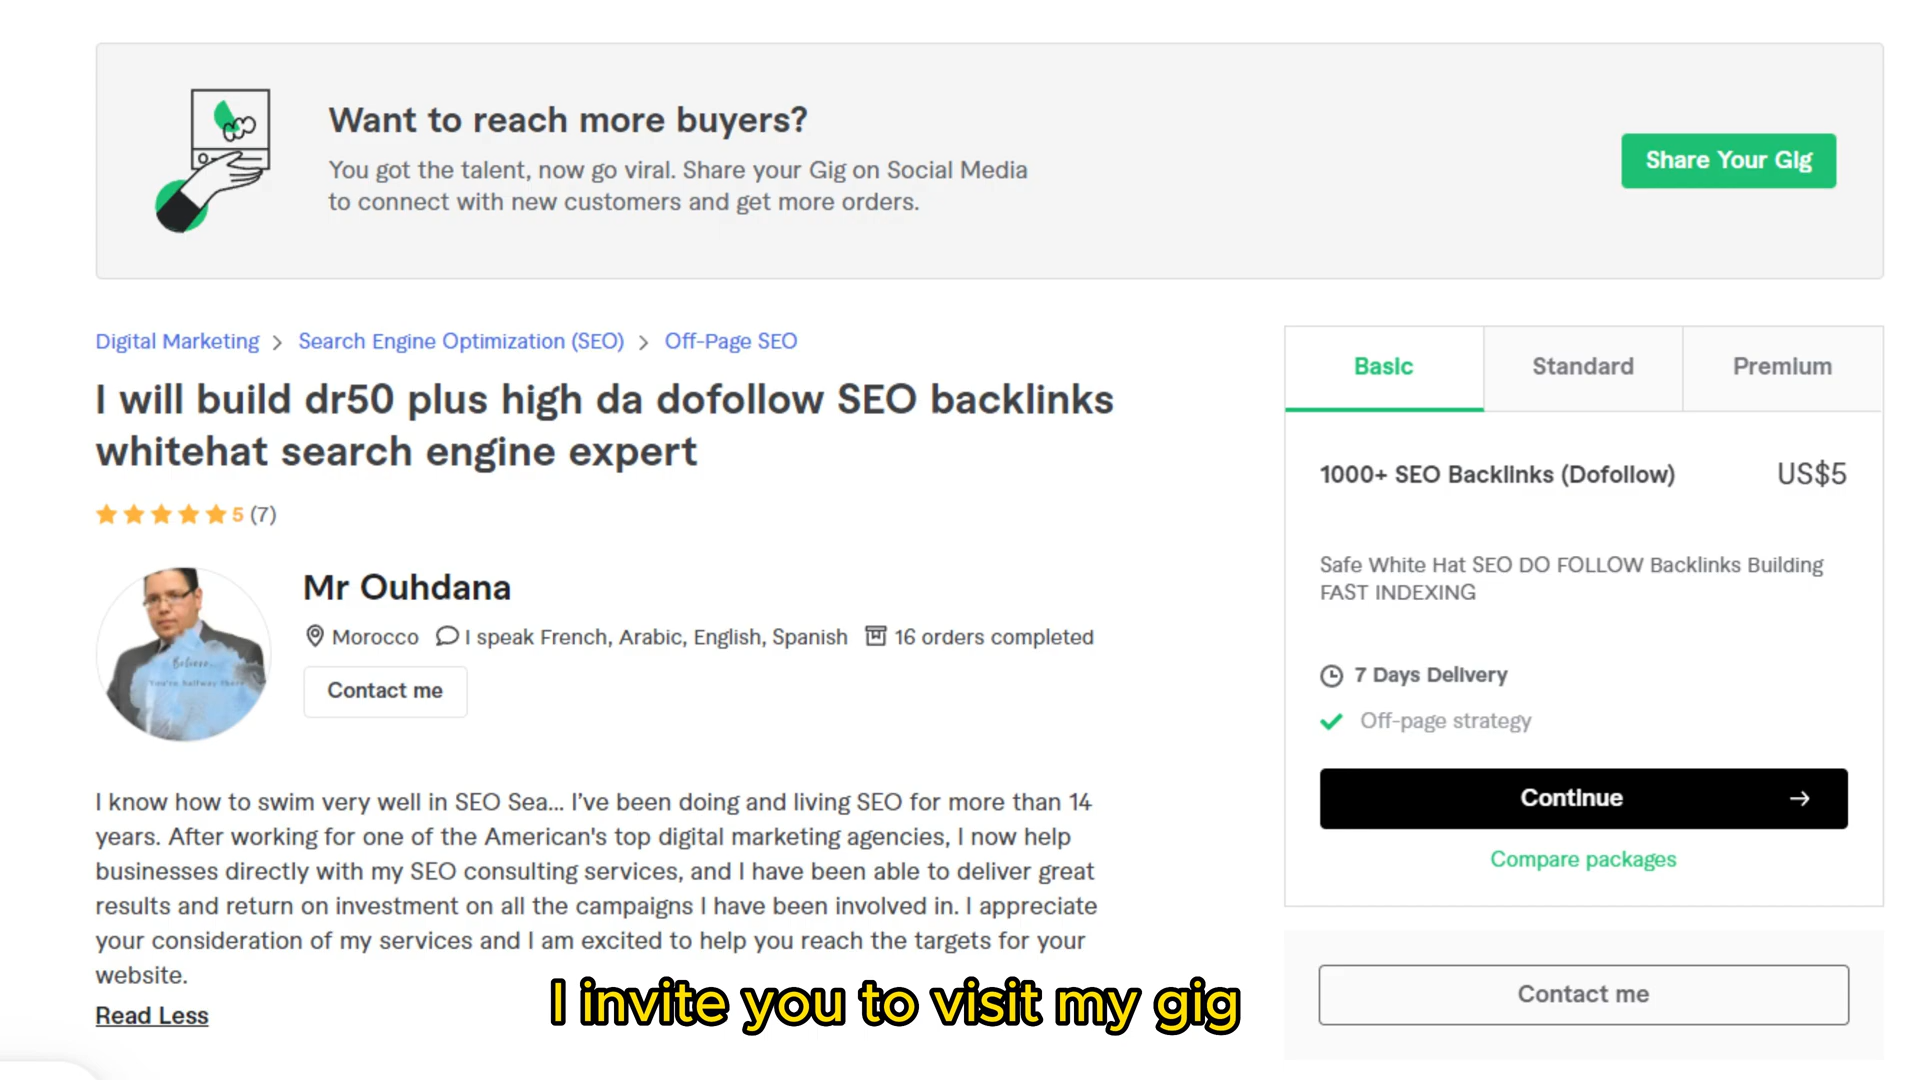 Want to reach more buyers?
You got the talent, now go viral. Share your Gig on Social Media
to connect with new customers and get more orders.
Share Your Gig
Digital Marketing > Search Engine Optimization (SEO) > Off-Page SEO
I will build dr50 plus high da dofollow SEO backlinks
whitehat search engine expert
5 (7)
Mr Ouhdana
Morocco I speak French, Arabic, English, Spanish 16 orders completed
Contact me
Believe..
You're halfway there
I know how to swim very well in SEO Sea... I've been doing and living SEO for more than 14
years. After working for one of the American's top digital marketing agencies, I now help
businesses directly with my SEO consulting services, and I have been able to deliver great
results and return on investment on all the campaigns I have been involved in. I appreciate
your consideration of my services and I am excited to help you reach the targets for your
website.
Read Less
Basic Standard Premium
1000+ SEO Backlinks (Dofollow) US$5
Safe White Hat SEO DO FOLLOW Backlinks Building
FAST INDEXING
7 Days Delivery
Off-page strategy
Continue →
Compare packages
Contact me
I invite you to visit my gig